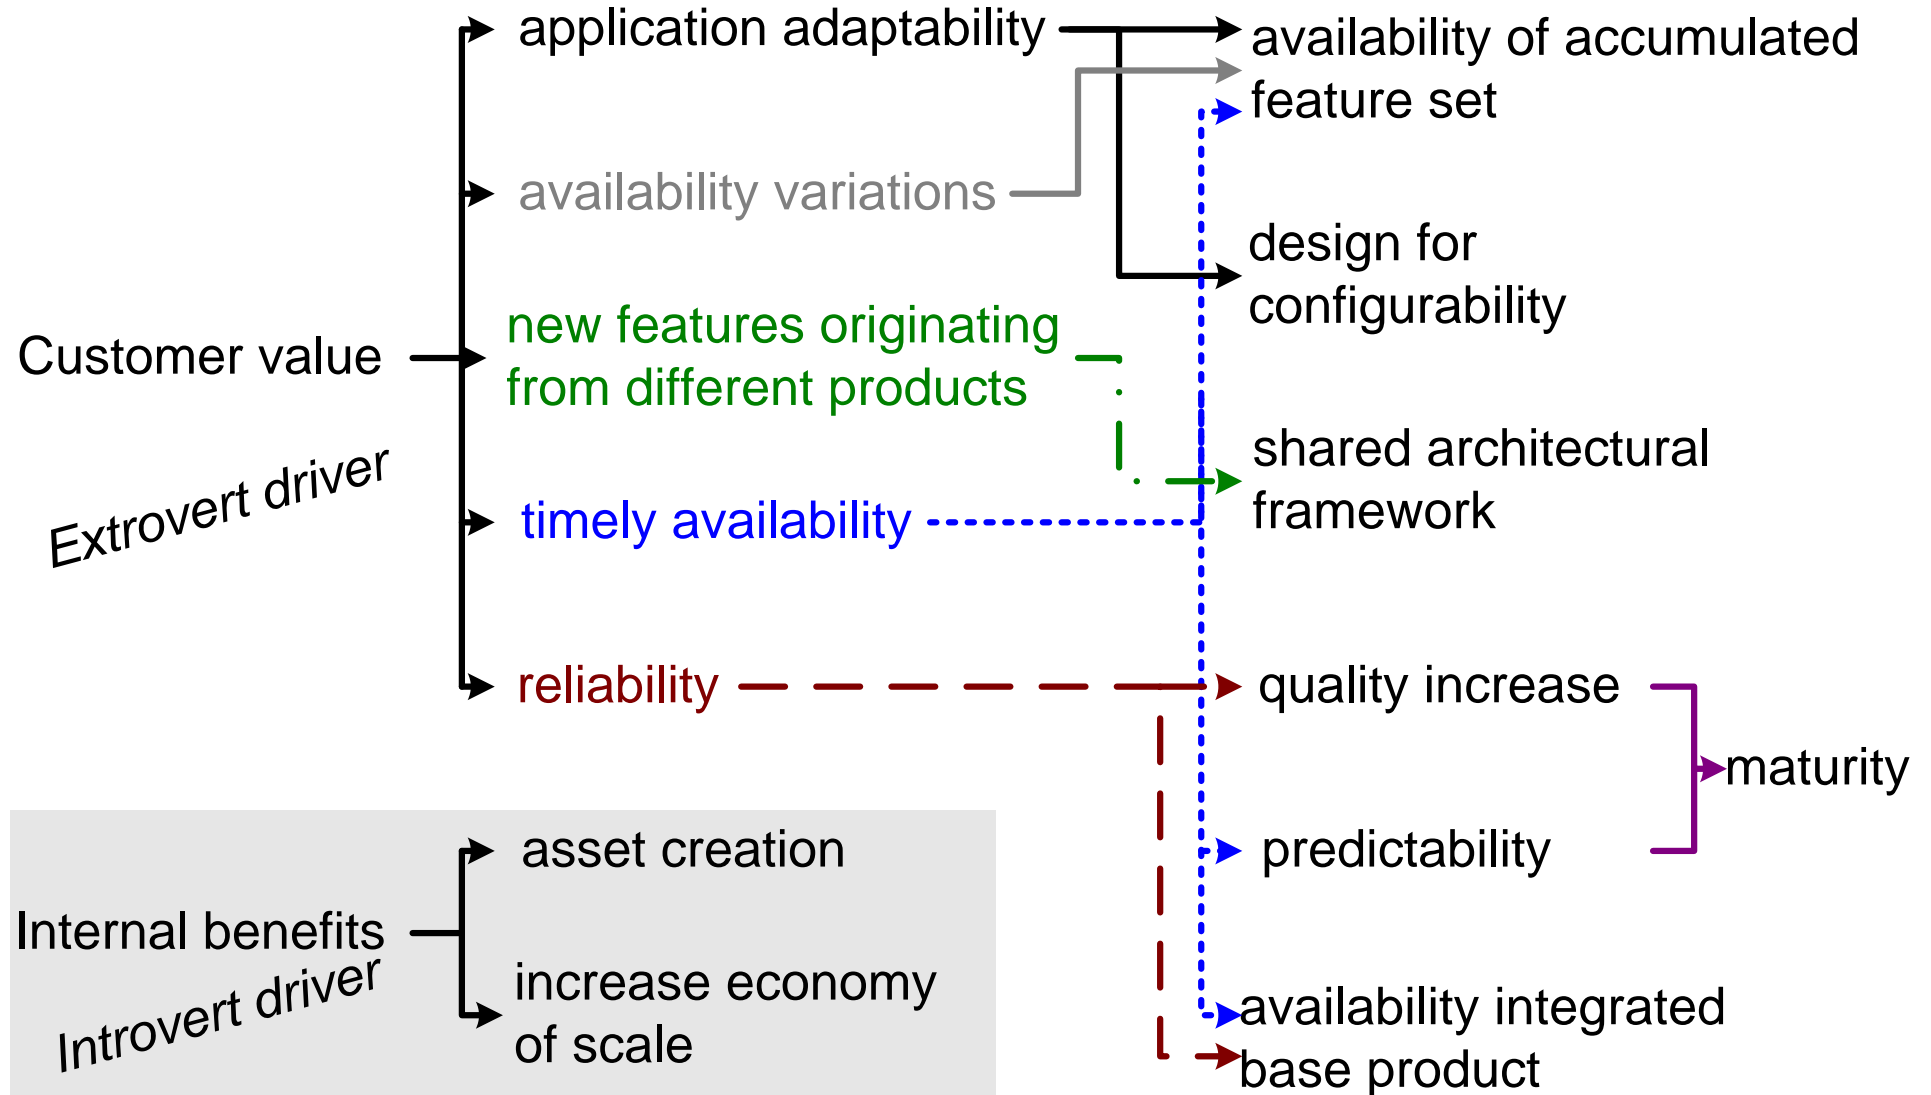 application adaptability
availability of accumulated
feature set
availability variations
design for
configurability
new features originating
from different products
Customer value
shared architectural
framework
Extrovert driver
timely availability
reliability
quality increase
maturity
asset creation
predictability
Internal benefits
Introvert driver
increase economy
of scale
availability integrated
base product